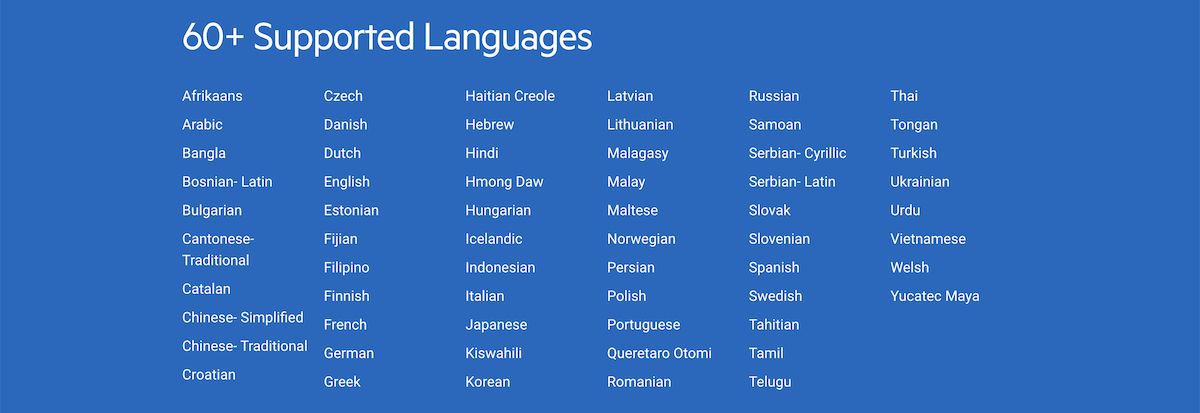 60+ Supported Languages
Afrikaans
Arabic
Bangla
Bosnian- Latin
Bulgarian
Cantonese-
Traditional
Catalan
Chinese- Simplified
Chinese- Traditional
Croatian
Czech
Danish
Dutch
English
Estonian
Fijian
Filipino
Finnish
French
German
Greek
Haitian Creole
Hebrew
Hindi
Hmong Daw
Hungarian
Icelandic
Indonesian
Italian
Japanese
Kiswahili
Korean
Latvian
Lithuanian
Malagasy
Malay
Maltese
Norwegian
Persian
Polish
Portuguese
Queretaro Otomi
Romanian
Russian
Samoan
Serbian- Cyrillic
Serbian- Latin
Slovak
Slovenian
Spanish
Swedish
Tahitian
Tamil
Telugu
Thai
Tongan
Turkish
Ukrainian
Urdu
Vietnamese
Welsh
Yucatec Maya